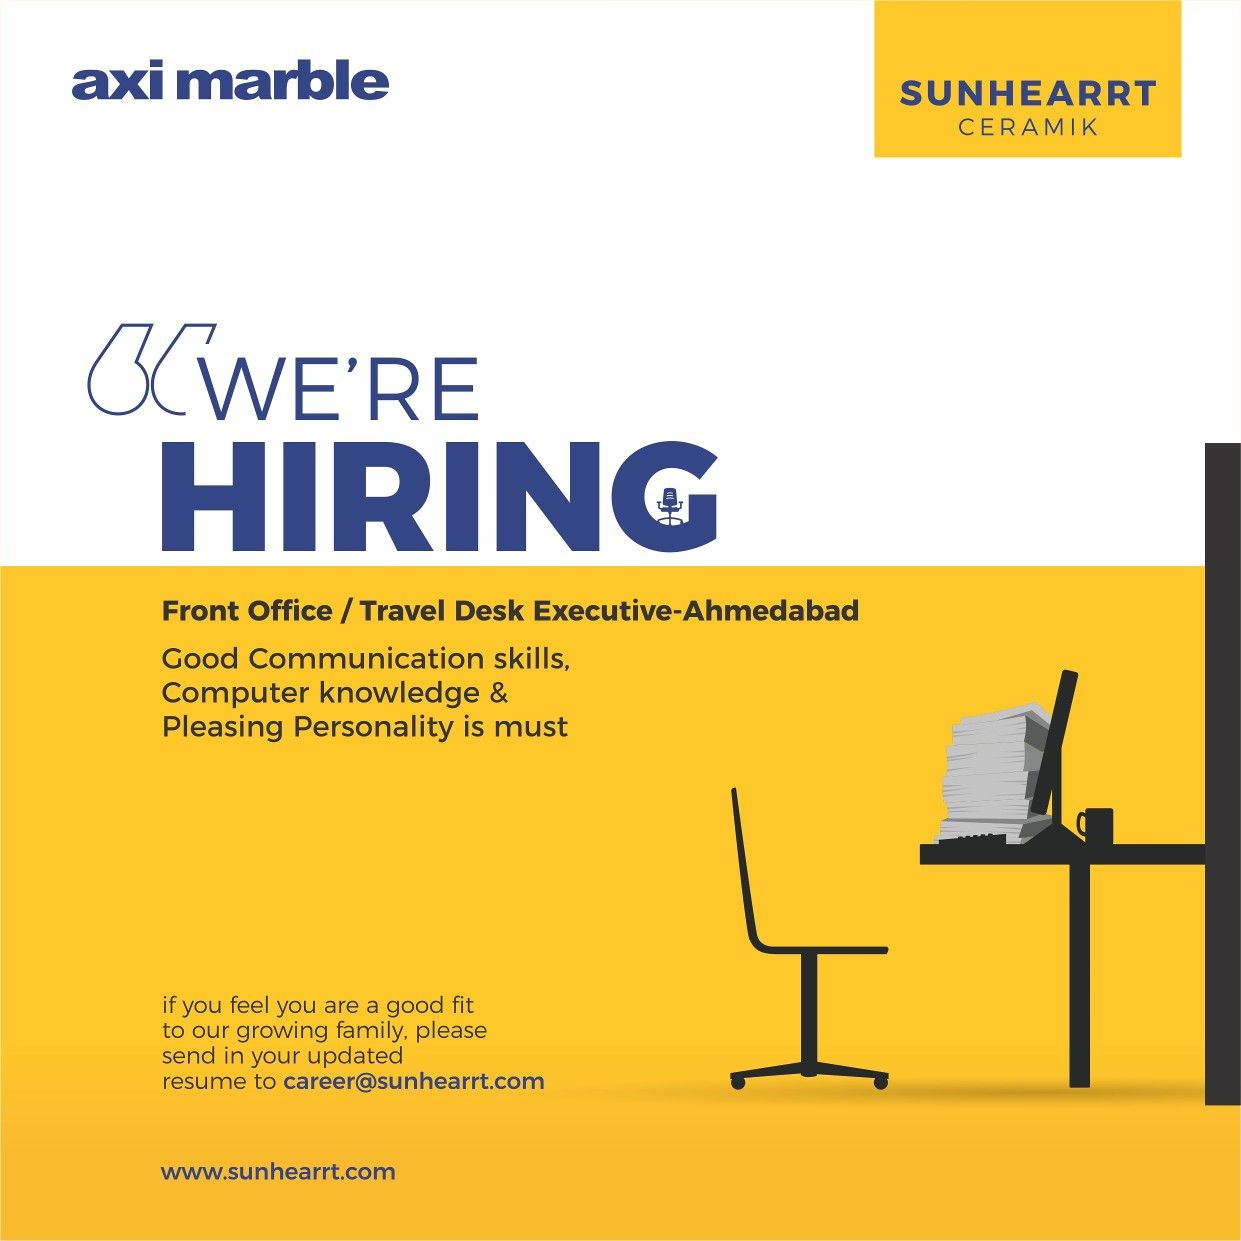 axi marble
SUNHEARRT
CERAMIK
“WE’RE
HIRING
Front Office / Travel Desk Executive-Ahmedabad
Good Communication skills,
Computer knowledge &
Pleasing Personality is must
if you feel you are a good fit
to our growing family, please
send in your updated
resume to career@sunhearrt.com
www.sunhearrt.com